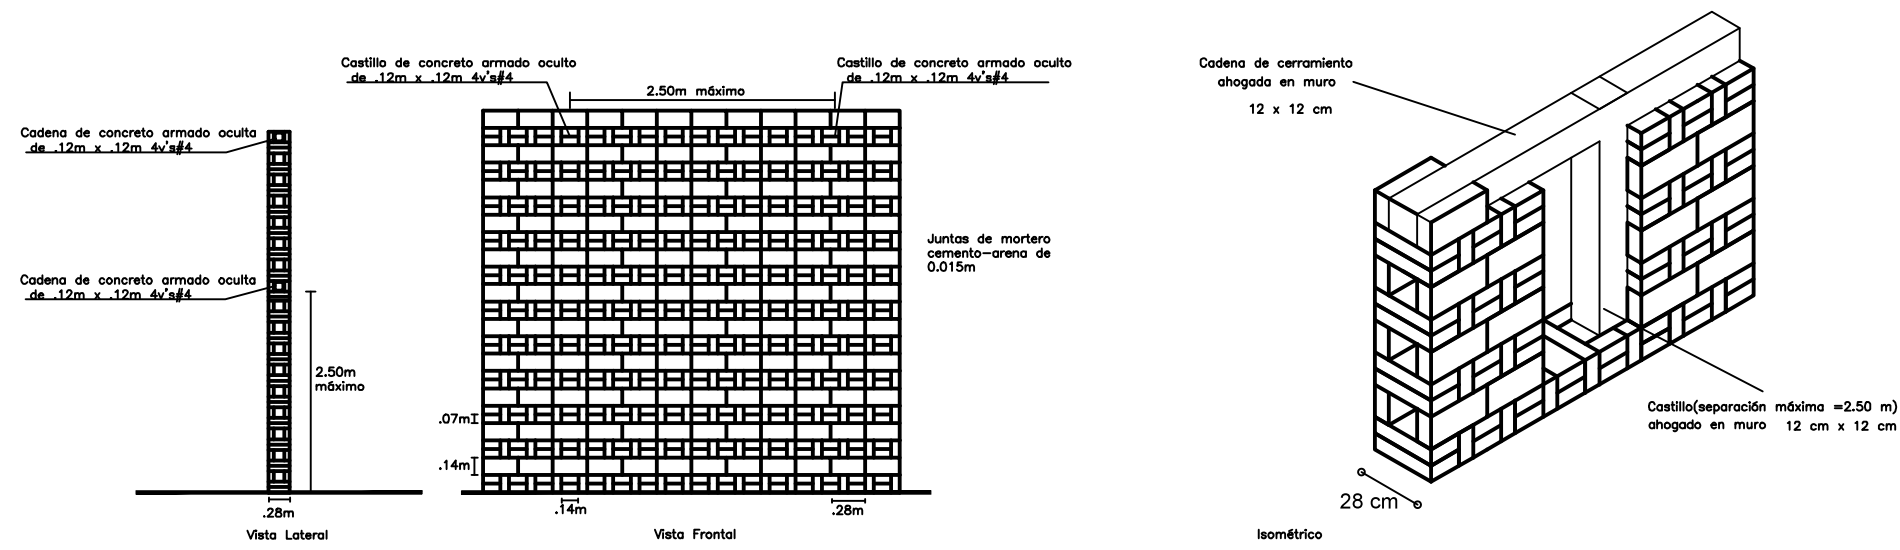 Cadena de concreto armado oculta
de .12m x .12m 4v's#4
Cadena de concreto armado oculta
de .12m x .12m 4v's#4
2.50m
máximo
.28m
Vista Lateral
Castillo de concreto armado oculto
de .12m x .12m 4v's#4
Castillo de concreto armado oculto
de .12m x .12m 4v's#4
2.50m máximo
.07m
.14m
.14m
.28m
Vista Frontal
Juntas de mortero
cemento-arena de
0.015m
Cadena de cerramiento
ahogada en muro
12 x 12 cm
Castillo(separación máxima =2.50 m)
ahogado en muro 12 cm x 12 cm
28 cm
Isométrico